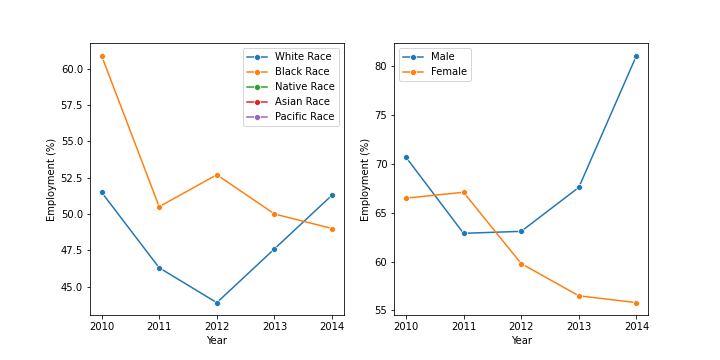 60.0
57.5
55.0
52.5
50.0
47.5
45.0
Employment (%)
2010 2011 2012 2013 2014
Year
White Race
Black Race
Native Race
Asian Race
Pacific Race
80
75
70
65
60
55
Employment (%)
2010 2011 2012 2013 2014
Year
Male
Female